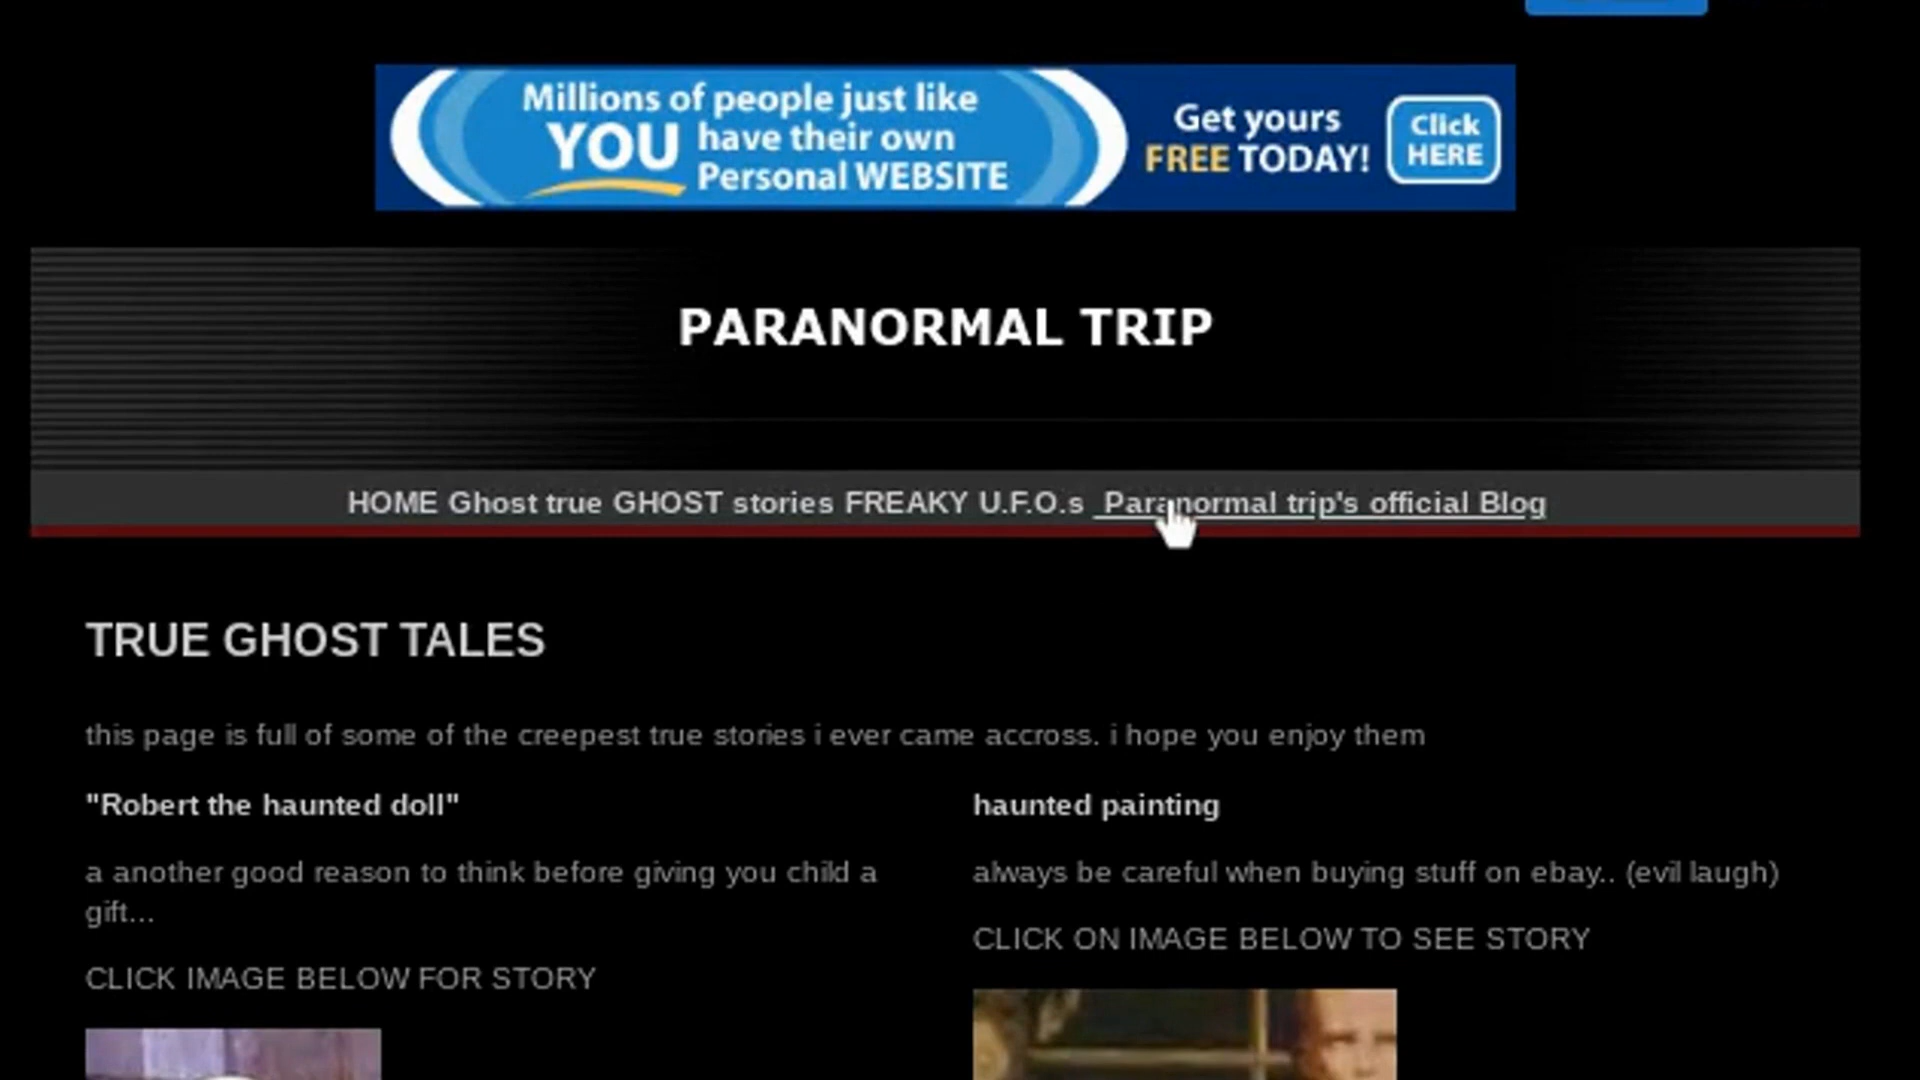 Millions of people just like
YOU have their own
Personal WEBSITE
Get yours
FREE TODAY!
Click
HERE
PARANORMAL TRIP
HOME Ghost true GHOST stories FREAKY U.F.O.s Paranormal trip's official Blog
TRUE GHOST TALES
this page is full of some of the creepest true stories i ever came accross. i hope you enjoy them
"Robert the haunted doll"
a another good reason to think before giving you child a
gift...
CLICK IMAGE BELOW FOR STORY
haunted painting
always be careful when buying stuff on ebay.. (evil laugh)
CLICK ON IMAGE BELOW TO SEE STORY